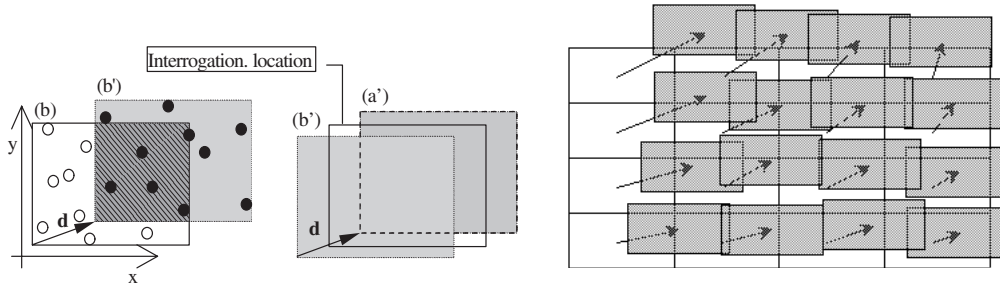 Interrogation. location
(b)
(b')
y
d
x
(b’)
(a’)
d